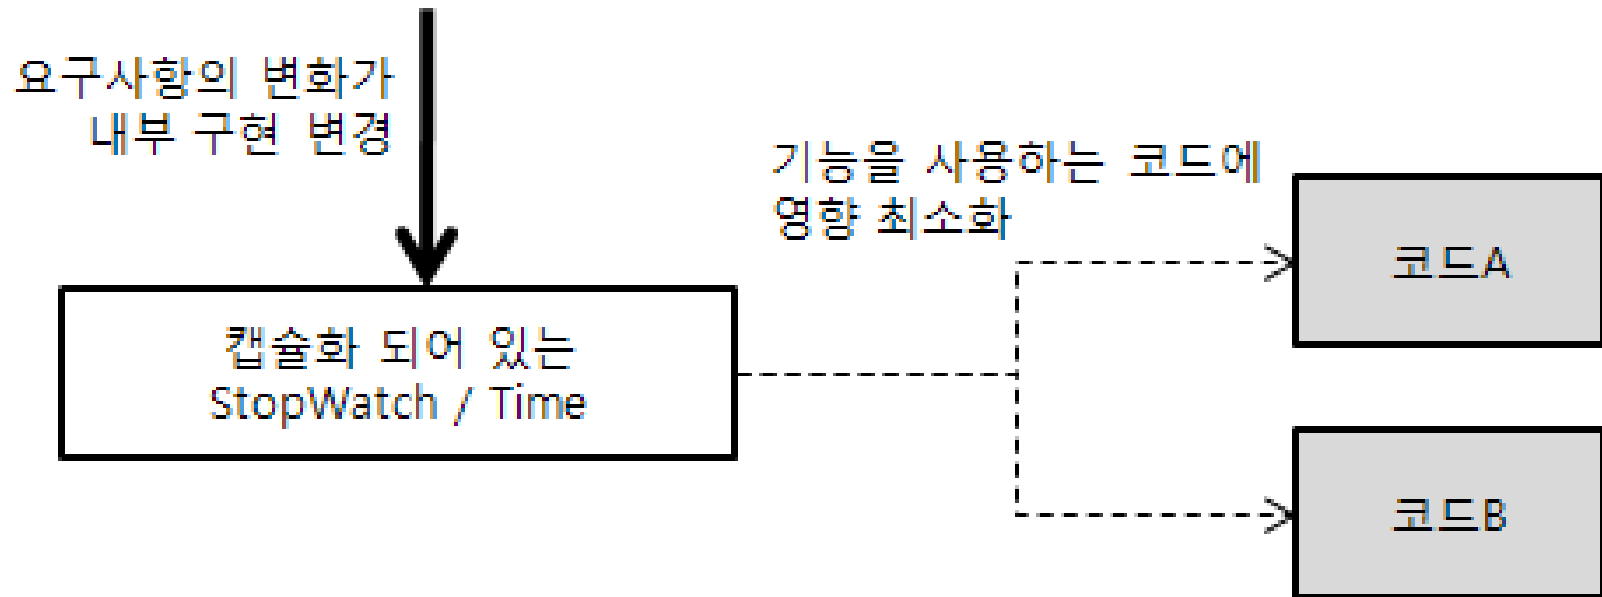 요구사항의 변화가
내부 구현 변경
기능을 사용하는 코드에
영향 최소화
코드A
캡슐화 되어 있는
StopWatch / Time
코드B